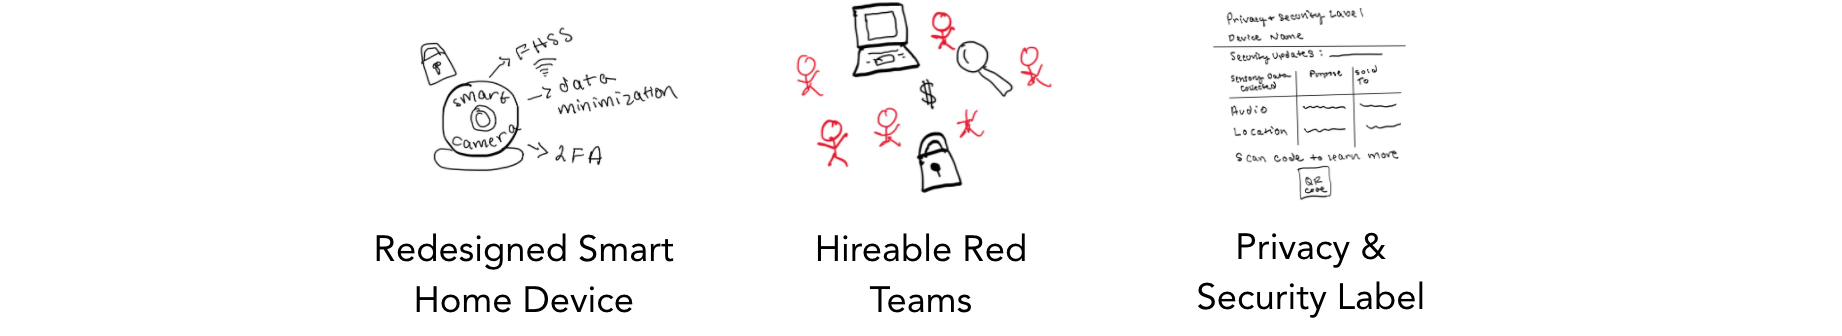 FHSS
smart
camera
data
minimization
2FA
Redesigned Smart
Home Device
$
Hireable Red
Teams
Privacy + Security Label
Device Name
Security Updates:
Sensory Data
Collected
Purpose
Sold
To
Audio
Location
Scan code to learn more
QR
code
Privacy &
Security Label